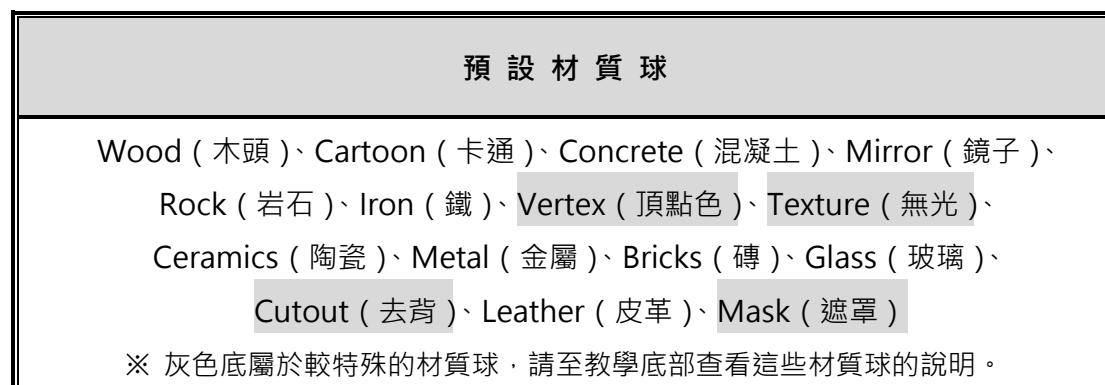 預設材質球
Wood（木頭）、Cartoon（卡通）、Concrete（混凝土）、Mirror（鏡子）、
Rock（岩石）、Iron（鐵）、Vertex（頂點色）、Texture（無光）、
Ceramics（陶瓷）、Metal（金屬）、Bricks（磚）、Glass（玻璃）、
Cutout（去背）、Leather（皮革）、Mask（遮罩）
※ 灰色底屬於較特殊的材質球，請至教學底部查看這些材質球的說明。